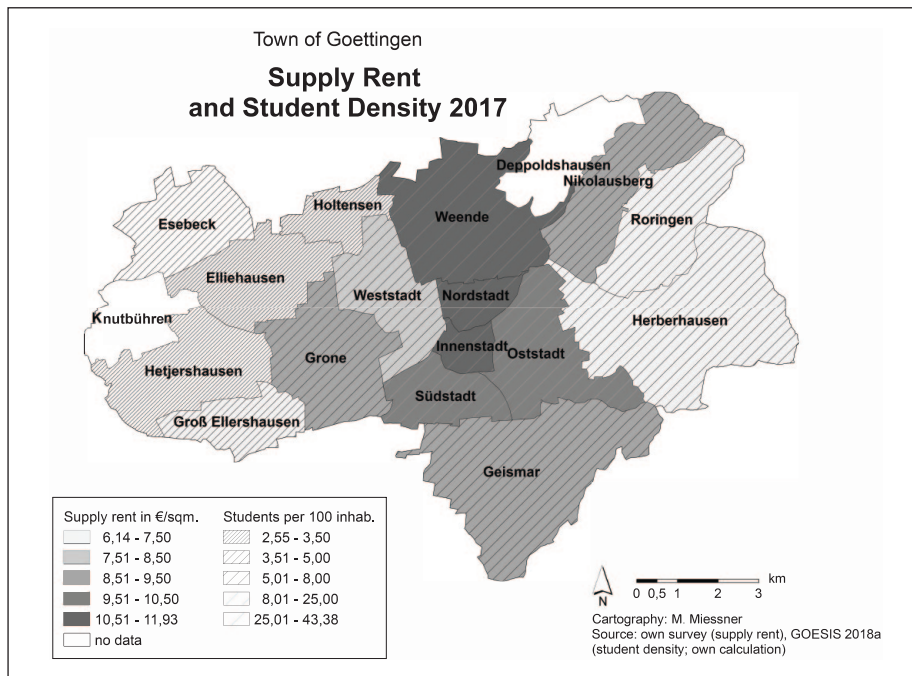 Town of Goettingen
Supply Rent
and Student Density 2017
Deppoldshausen
Nikolausberg
Holtensen
Weende
Esebeck
Roringen
Elliehausen
Weststadt
Nordstadt
Knutbühren
Herberhausen
Innenstadt
Oststadt
Grone
Hetjershausen
Südstadt
Groß Ellershausen
Geismar
Supply rent in €/sqm.
6,14 - 7,50
7,51 - 8,50
8,51 - 9,50
9,51 - 10,50
10,51 - 11,93
no data
Students per 100 inhab.
2,55 - 3,50
3,51 - 5,00
5,01 - 8,00
8,01 - 25,00
25,01 - 43,38
N
km
0 0,5 1 2 3
Cartography: M. Miessner
Source: own survey (supply rent), GOESIS 2018a
(student density; own calculation)